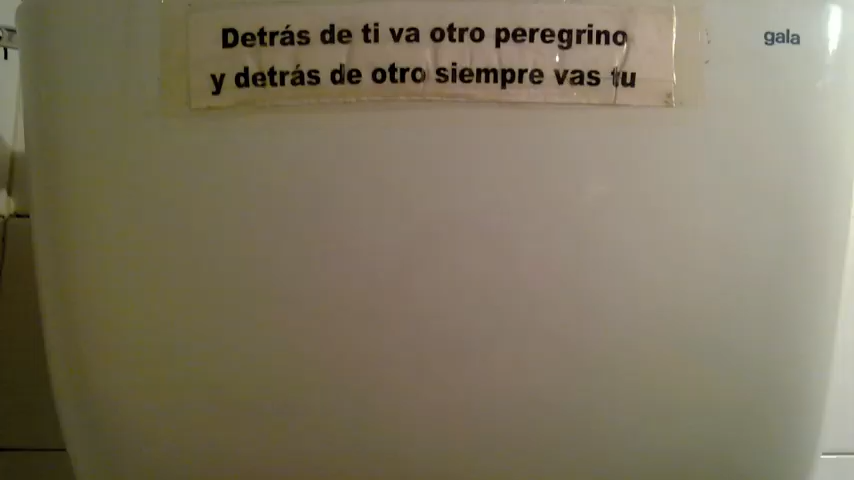 Detrás de ti va otro peregrino
y detrás de otro siempre vas tu
gala